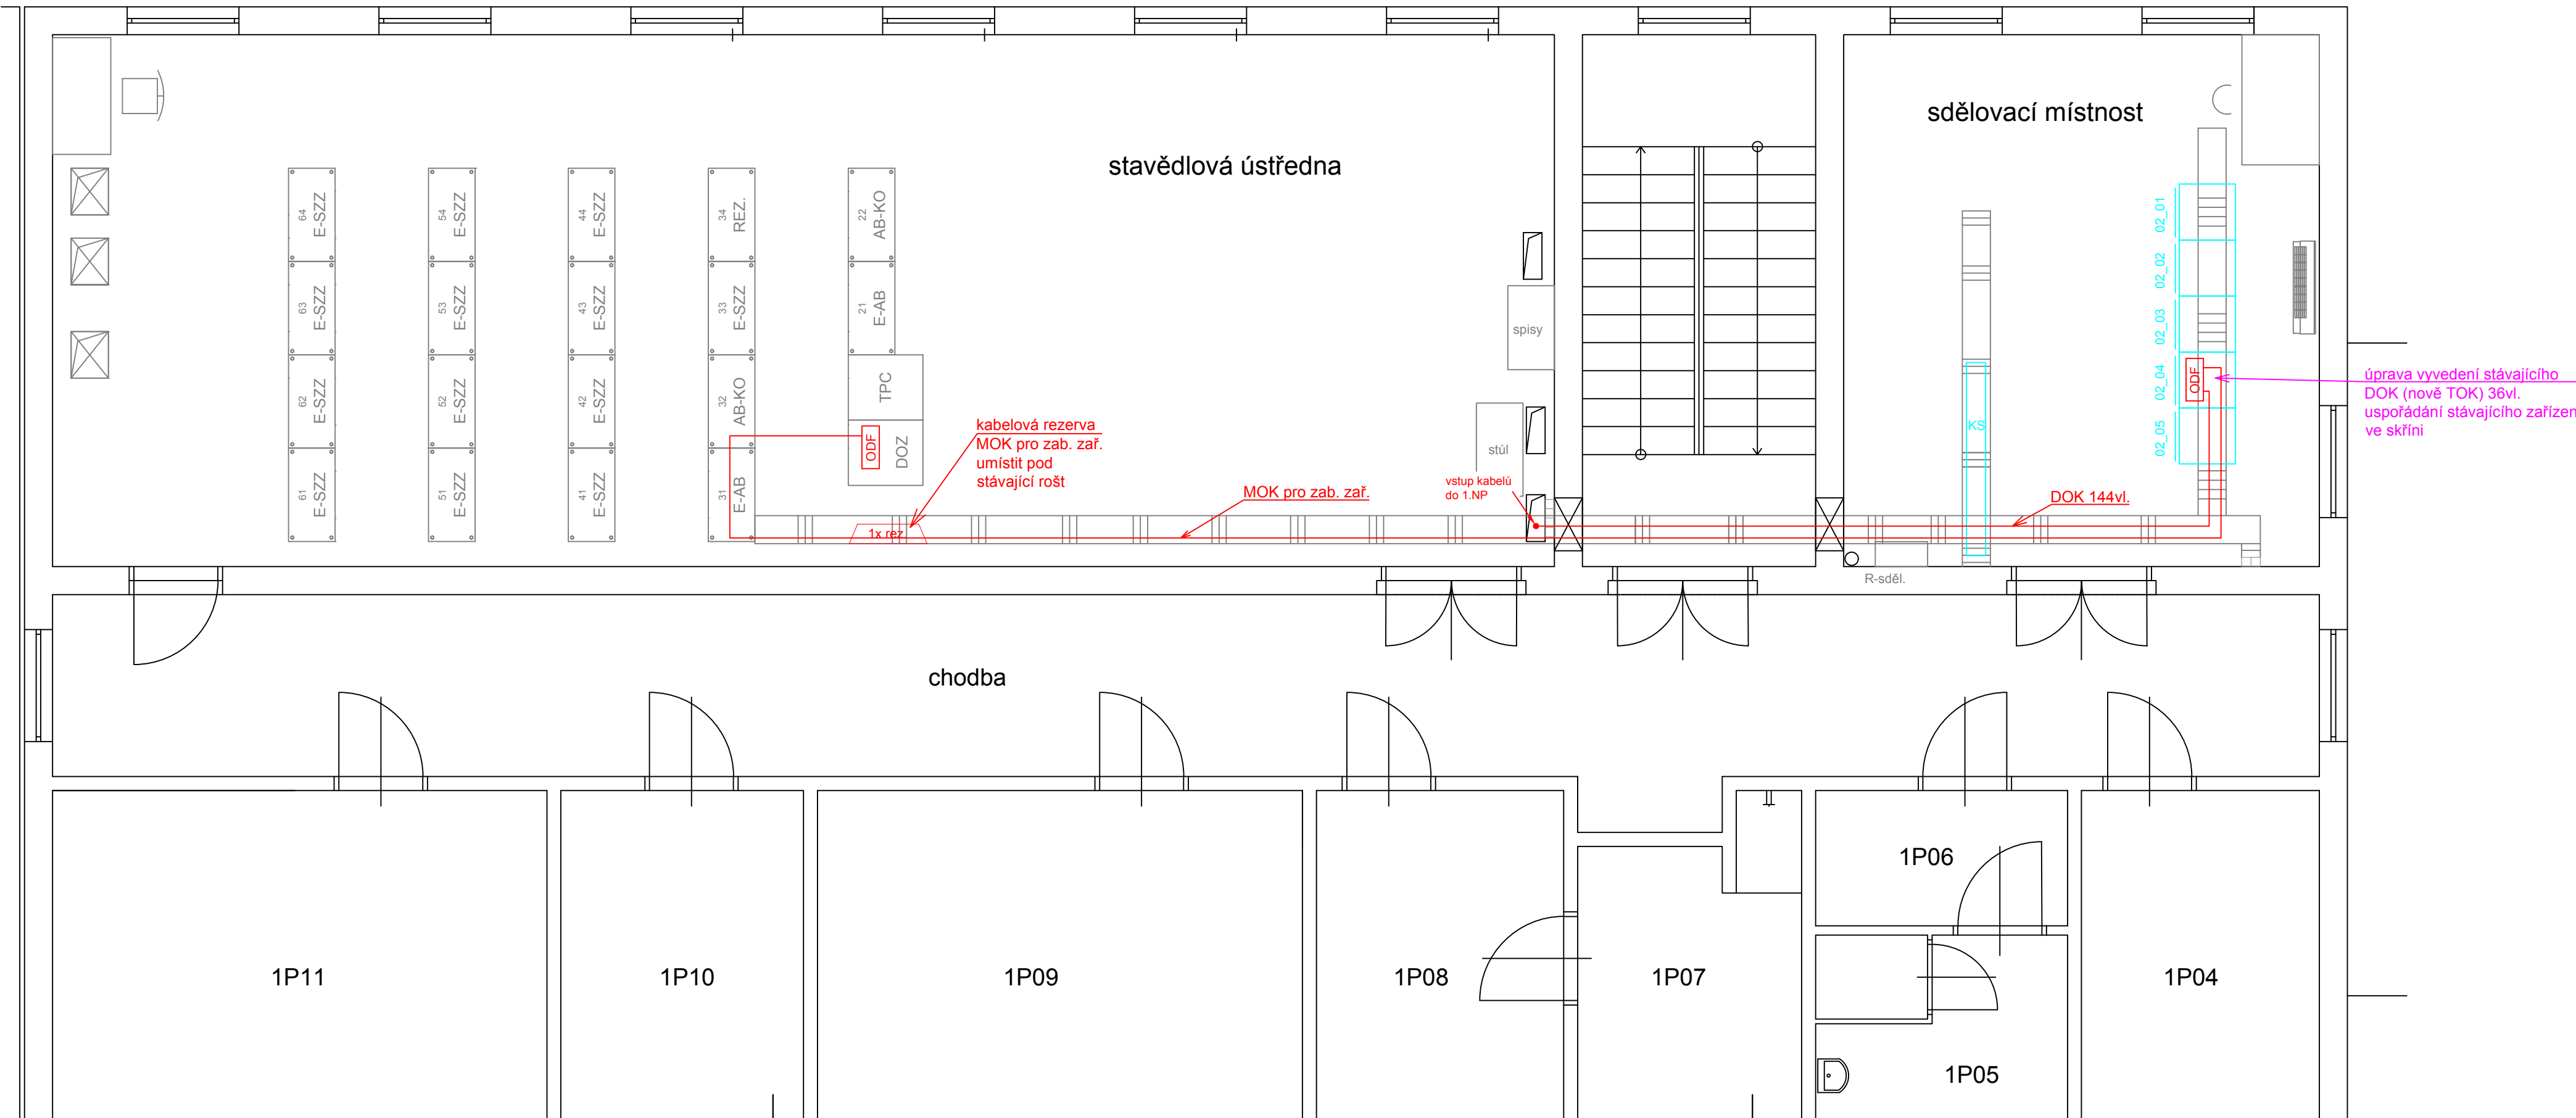 stavědlová ústředna
sdělovací místnost
64
E-SZZ
63
E-SZZ
62
E-SZZ
61
E-SZZ
54
E-SZZ
53
E-SZZ
52
E-SZZ
51
E-SZZ
44
E-SZZ
43
E-SZZ
42
E-SZZ
41
E-SZZ
34
REZ.
33
E-SZZ
32
AB-KO
31
E-AB
22
AB-KO
21
E-AB
TPC
DOZ
ODF
kabelová rezerva
MOK pro zab. zař.
umístit pod
stávající rošt
1x rez.
MOK pro zab. zař.
spisy
stůl
vstup kabelů
do 1.NP
DOK 144vl.
R-sděl.
KS
02_01
02_02
02_03
02_04
02_05
ODF
úprava vyvedení stávajícího
DOK (nově TOK) 36vl.
uspořádání stávajícího zařízen
ve skříni
chodba
1P11
1P10
1P09
1P08
1P07
1P06
1P05
1P04